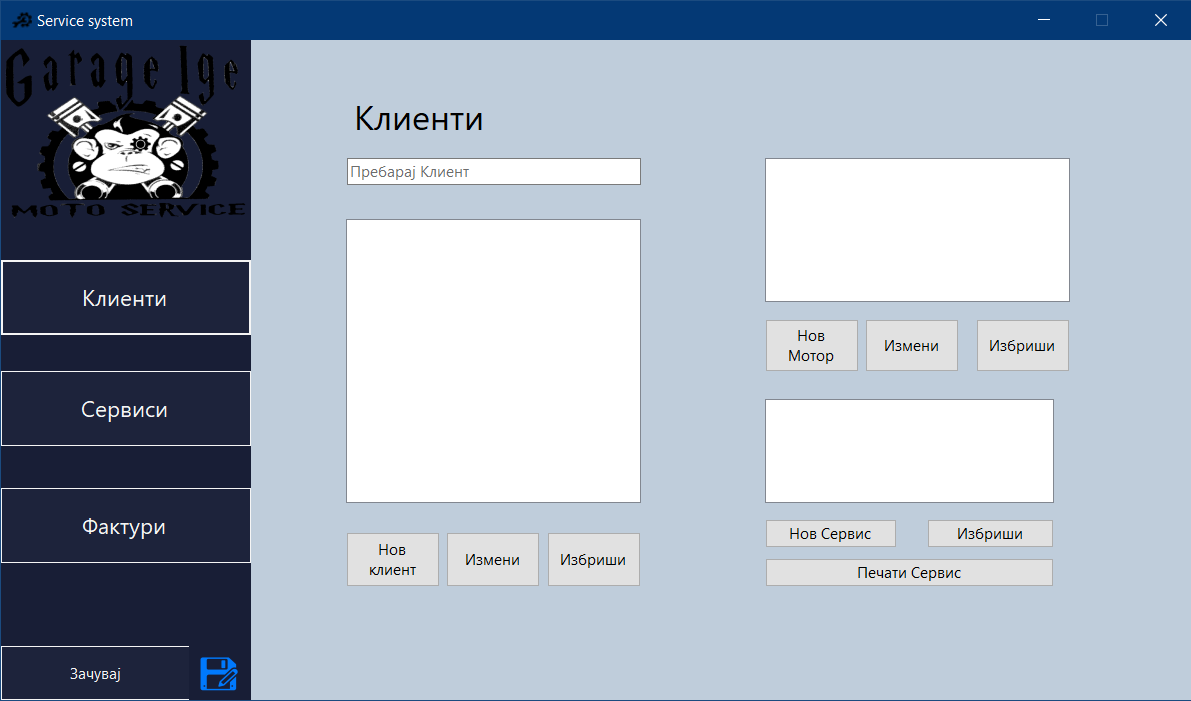 Service system
Garage Ige
MOTO SERVICE
Клиенти
Сервиси
Фактури
Зачувај
Клиенти
Пребарај Клиент
Нов
клиент
Измени
Избриши
Нов
Мотор
Измени
Избриши
Нов Сервис
Избриши
Печати Сервис